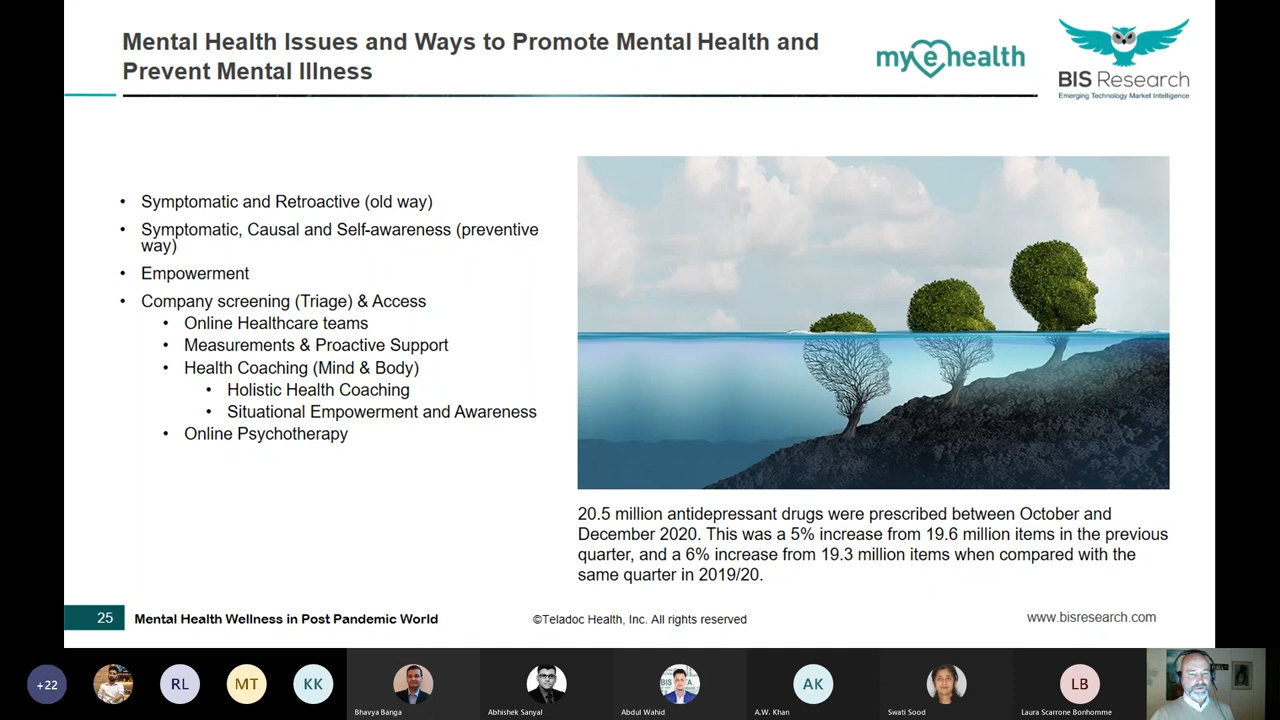 Mental Health Issues and Ways to Promote Mental Health and
Prevent Mental Illness
my e health
BIS Research
Emerging Technology Market Intelligence
• Symptomatic and Retroactive (old way)
• Symptomatic, Causal and Self-awareness (preventive
way)
• Empowerment
• Company screening (Triage) & Access
• Online Healthcare teams
• Measurements & Proactive Support
• Health Coaching (Mind & Body)
• Holistic Health Coaching
• Situational Empowerment and Awareness
• Online Psychotherapy
20.5 million antidepressant drugs were prescribed between October and
December 2020. This was a 5% increase from 19.6 million items in the previous
quarter, and a 6% increase from 19.3 million items when compared with the
same quarter in 2019/20.
25 Mental Health Wellness in Post Pandemic World
©Teladoc Health, Inc. All rights reserved
www.bisresearch.com
+22
RL
MT
KK
Bhavya Banga
Abhishek Sanyal
Abdul Wahid
AK
A.W. Khan
Swati Sood
LB
Laura Scarrone Bonhomme